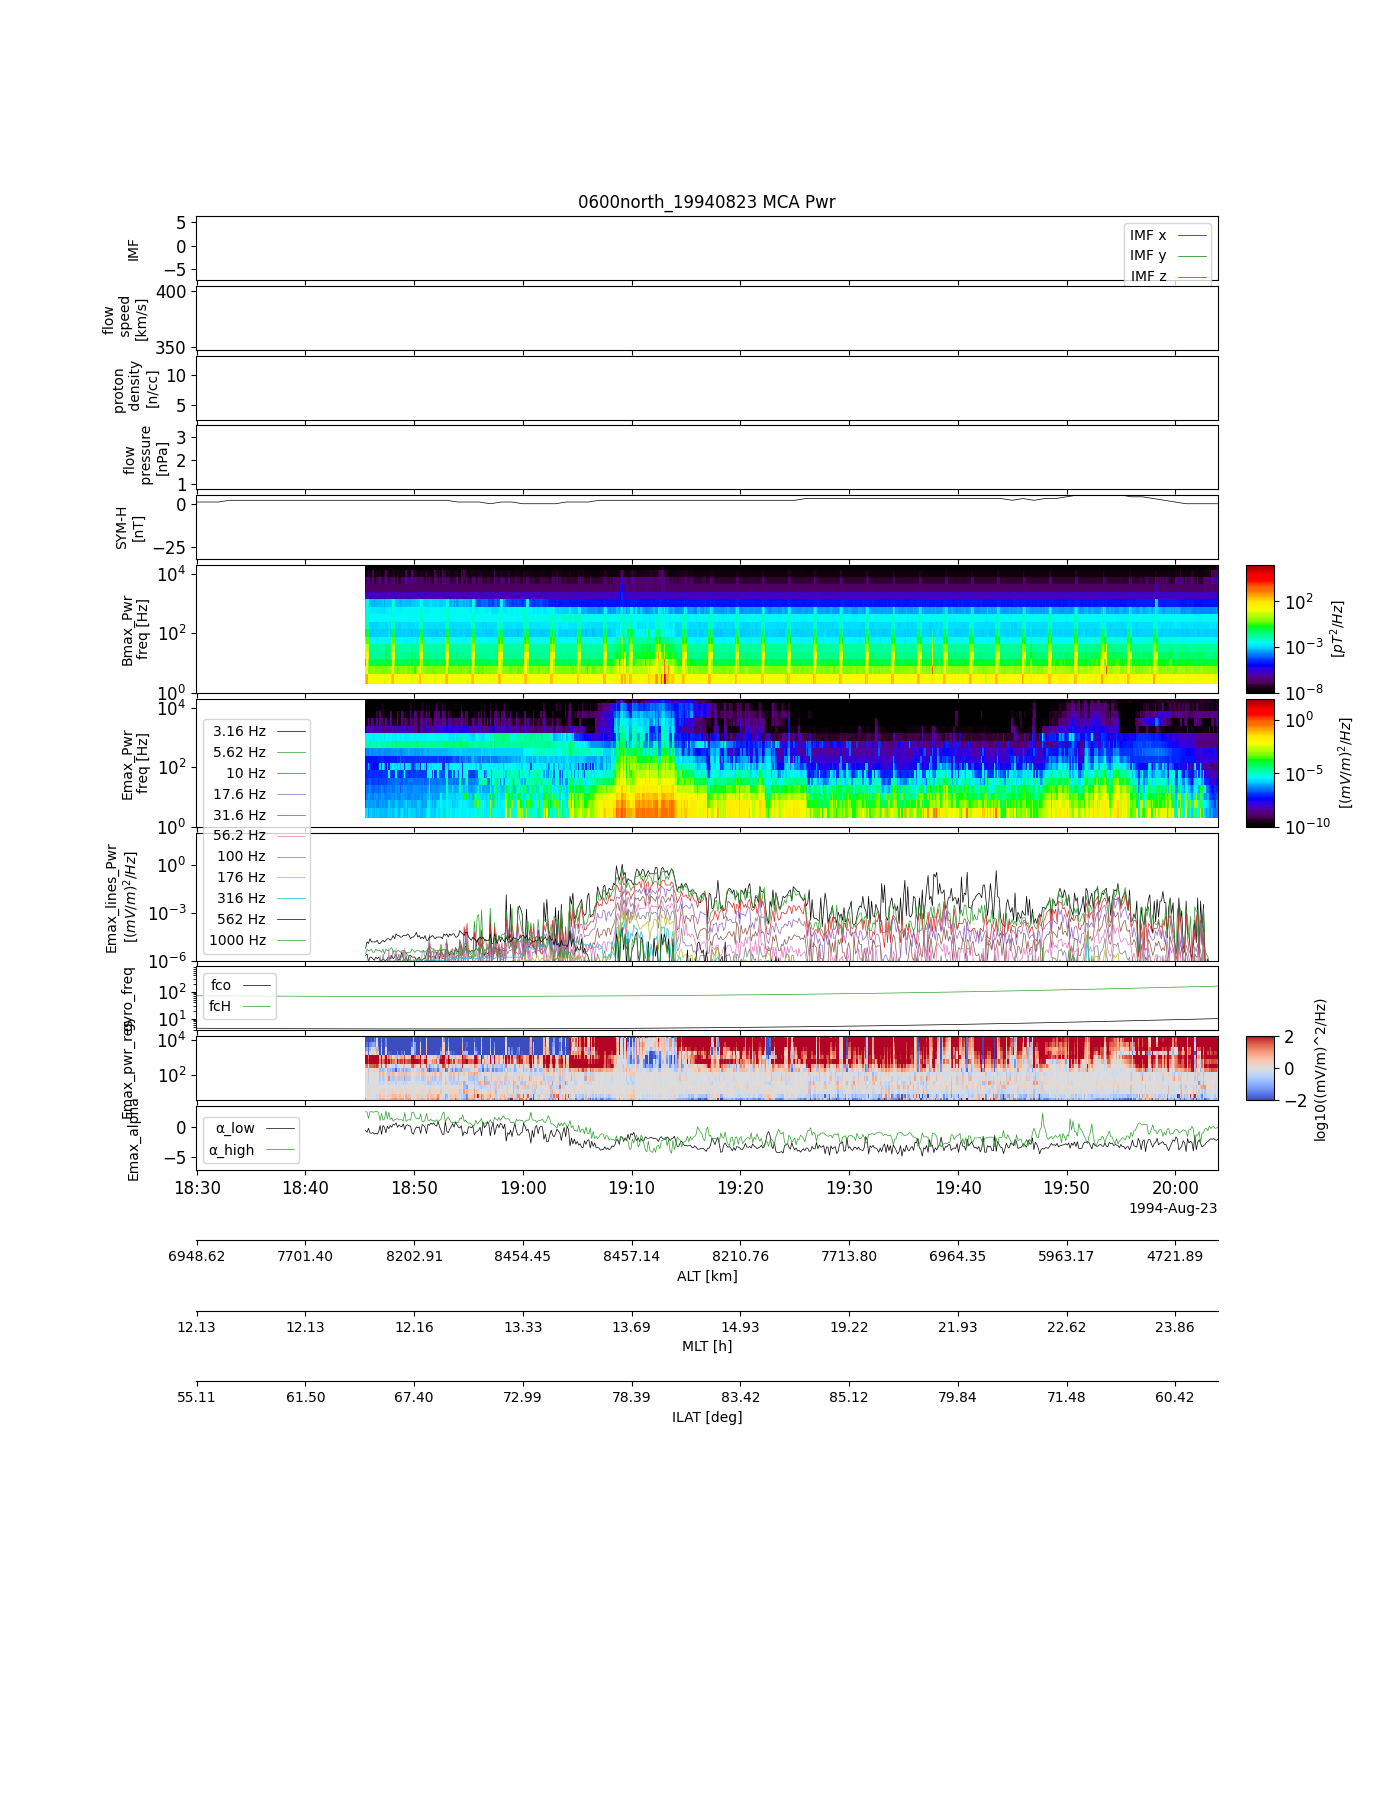 0600north_19940823 MCA Pwr
IMF
5
0
−5
IMF x
IMF y
IMF z
flow
speed
[km/s]
400
350
proton
density
[n/cc]
10
5
flow
pressure
[nPa]
3
2
1
SYM-H
[nT]
0
−25
Bmax_Pwr
freq [Hz]
10^4
10^2
10^0
10^2
10^−3
10^−8
[pT^2/Hz]
Emax_Pwr
freq [Hz]
10^4
10^2
10^0
10^0
10^−5
10^−10
[(mV/m)^2/Hz]
3.16 Hz
5.62 Hz
10 Hz
17.6 Hz
31.6 Hz
56.2 Hz
100 Hz
176 Hz
316 Hz
562 Hz
1000 Hz
Emax_lines_Pwr
[(mV/m)^2/Hz]
10^0
10^−3
10^−6
gyro_freq
10^2
10^1
fco
fcH
Emax_pwr_res
10^4
10^2
2
0
−2
log10((mV/m)^2/Hz)
Emax_alpha
0
−5
α_low
α_high
18:30 18:40 18:50 19:00 19:10 19:20 19:30 19:40 19:50 20:00
1994-Aug-23
6948.62 7701.40 8202.91 8454.45 8457.14 8210.76 7713.80 6964.35 5963.17 4721.89
ALT [km]
12.13 12.13 12.16 13.33 13.69 14.93 19.22 21.93 22.62 23.86
MLT [h]
55.11 61.50 67.40 72.99 78.39 83.42 85.12 79.84 71.48 60.42
ILAT [deg]